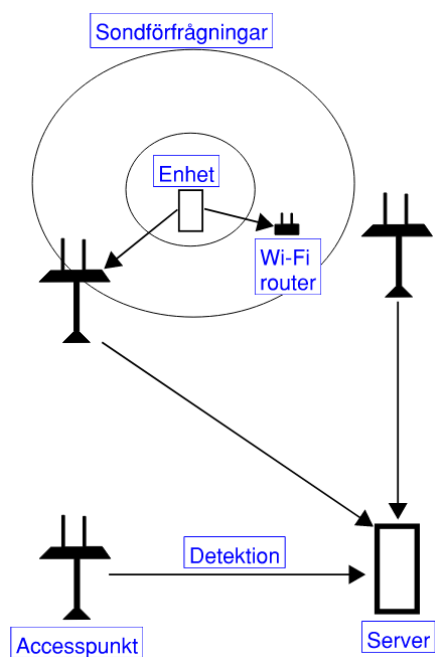 Sondförfrågningar
Enhet
Wi-Fi
router
Detektion
Accesspunkt
Server